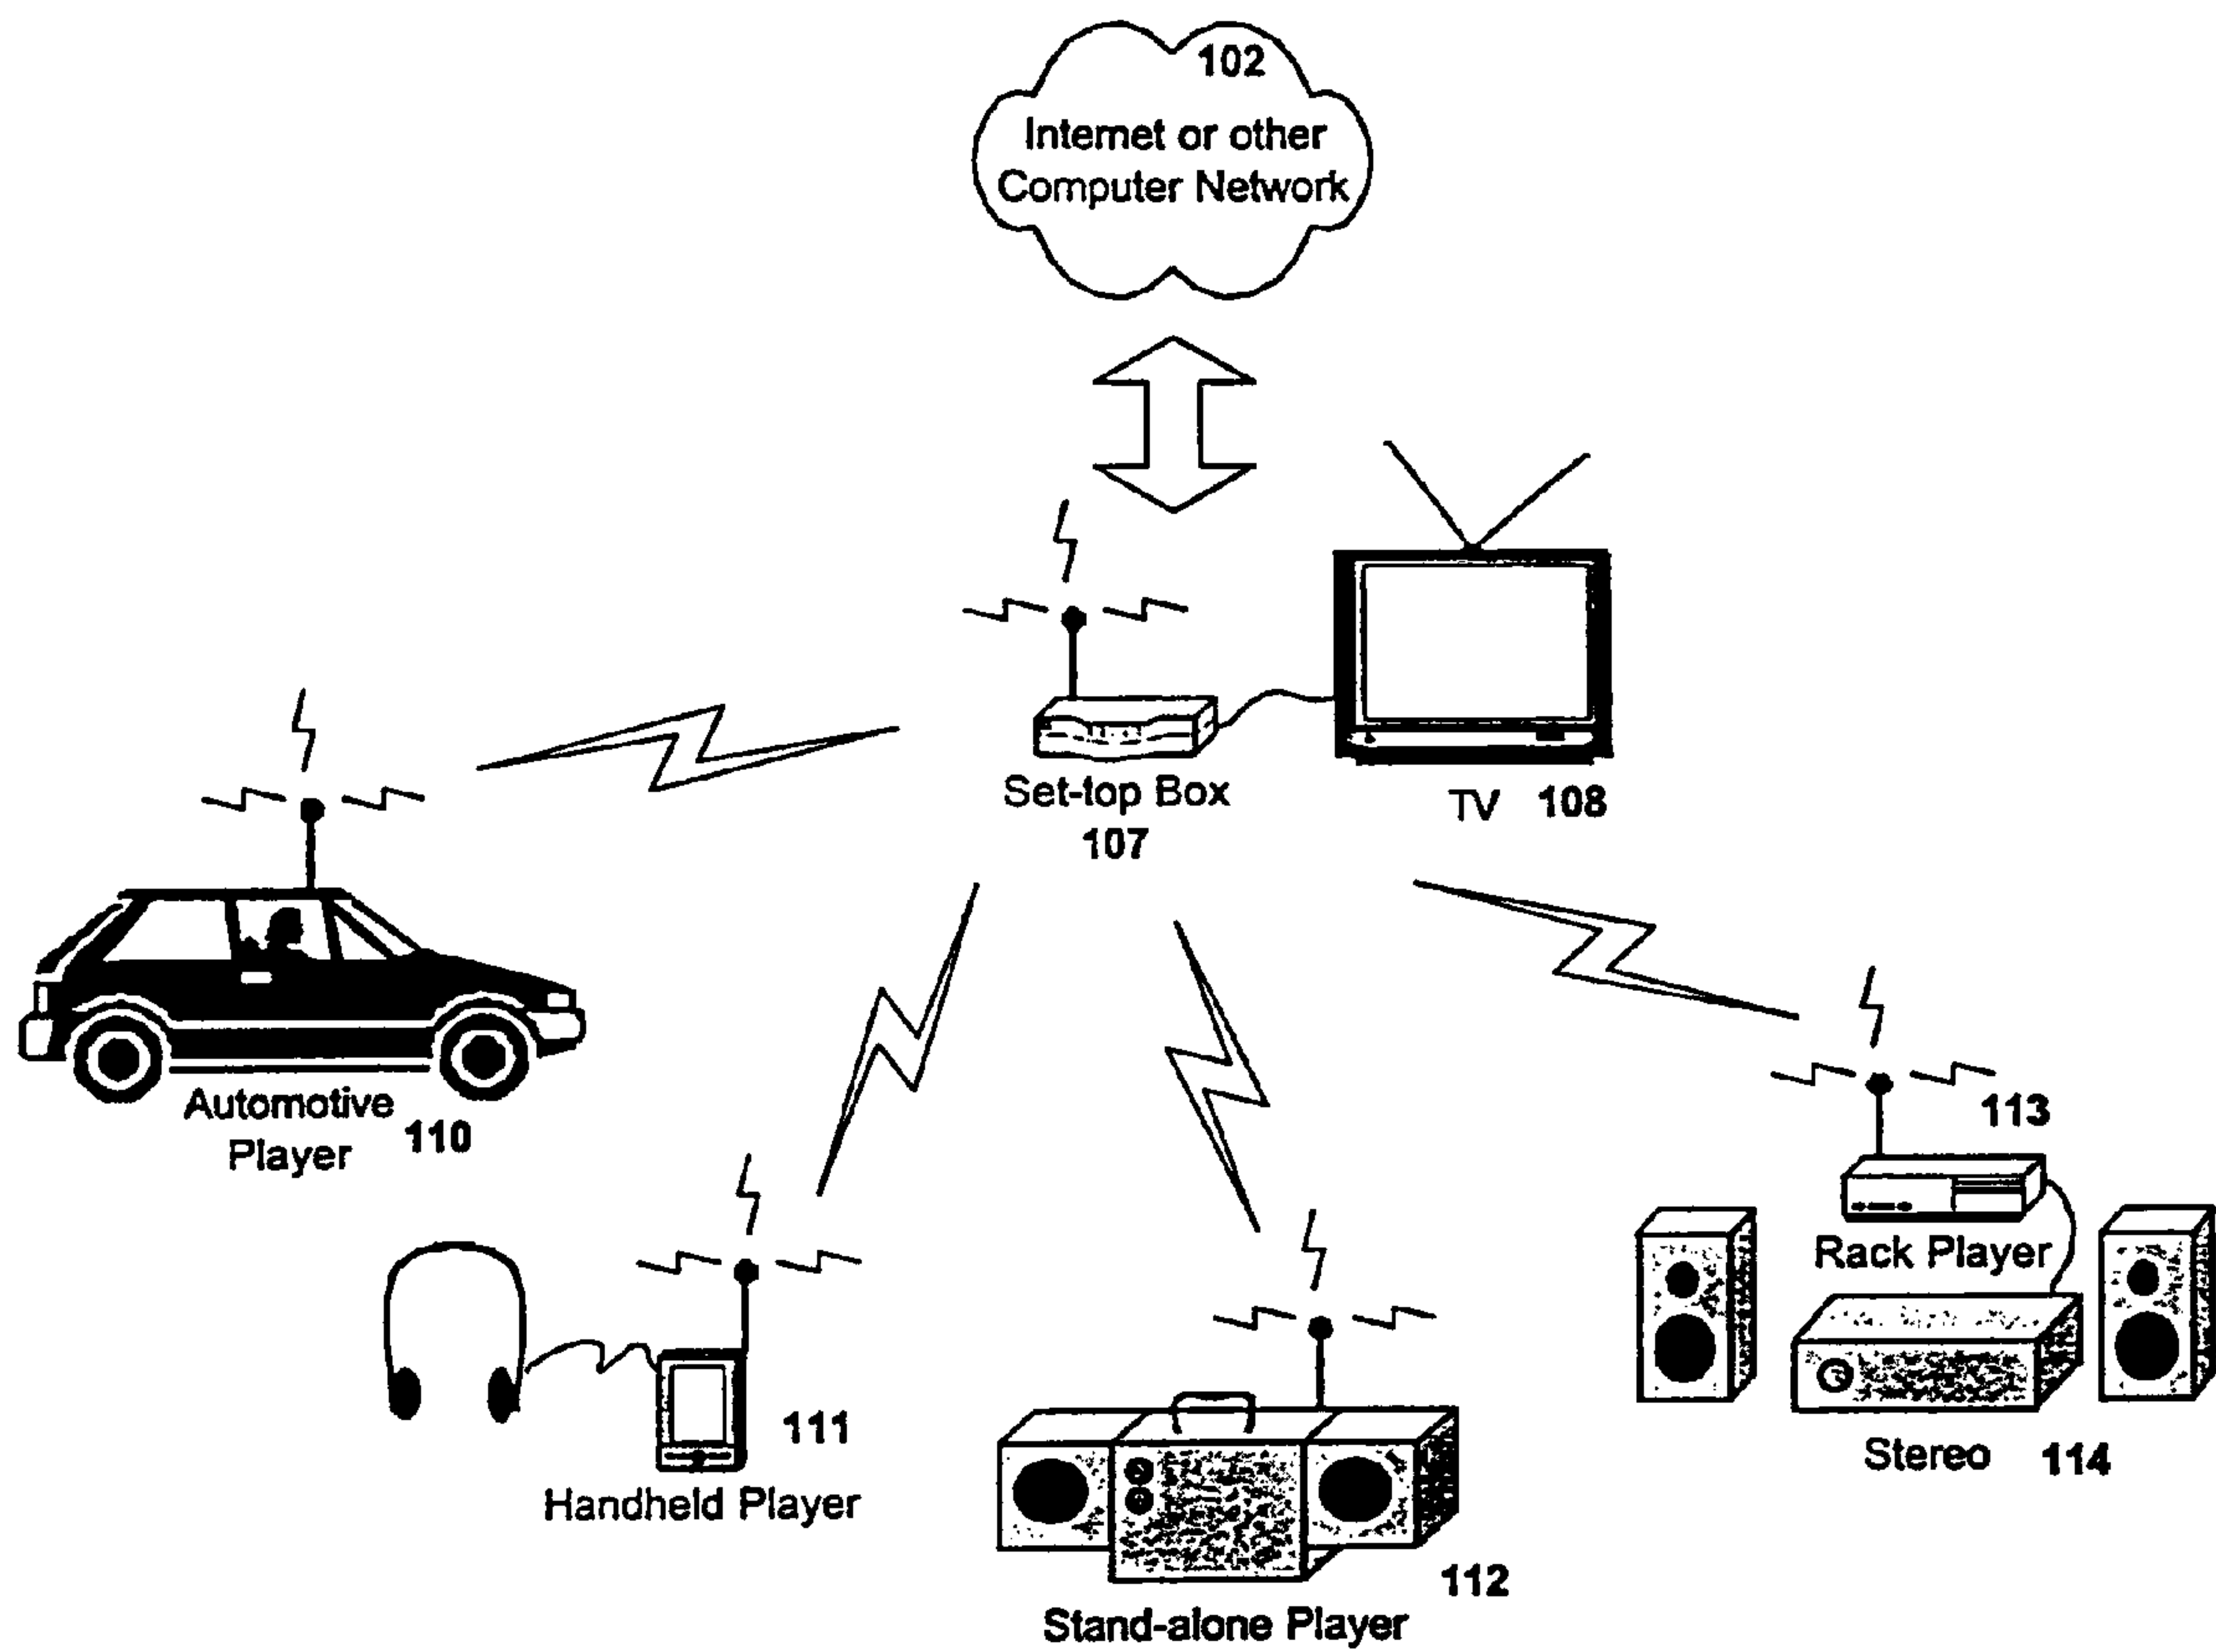 102
Internet or other
Computer Network
Set-top Box
107
TV 108
Automotive
Player 110
113
Rack Player
Stereo 114
111
Handheld Player
112
Stand-alone Player